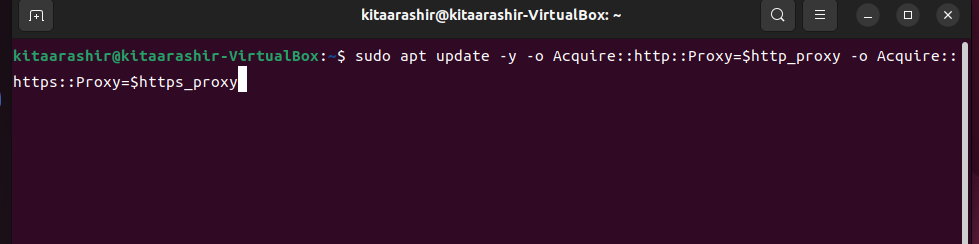 kitaarashir@kitaarashir-VirtualBox: ~
kitaarashir@kitaarashir-VirtualBox:~$ sudo apt update -y -o Acquire::http::Proxy=$http_proxy -o Acquire::
https::Proxy=$https_proxy